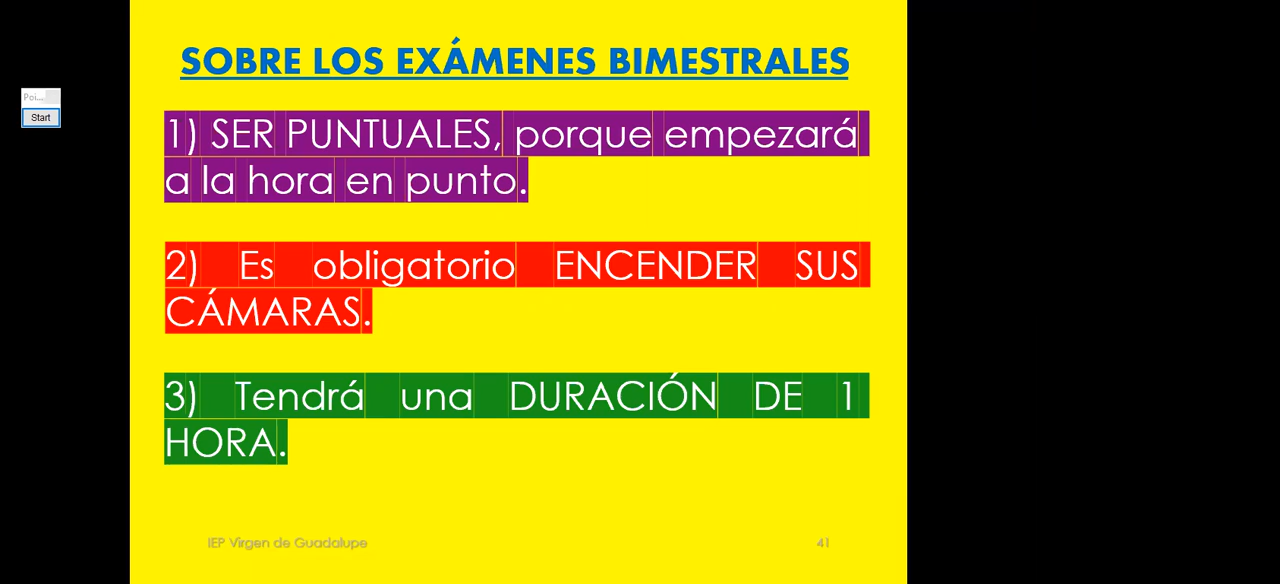 SOBRE LOS EXÁMENES BIMESTRALES
Poi...
Start
1) SER PUNTUALES, porque empezará
a la hora en punto.
2) Es obligatorio ENCENDER SUS
CÁMARAS.
3) Tendrá una DURACIÓN DE 1
HORA.
IEP Virgen de Guadalupe
41